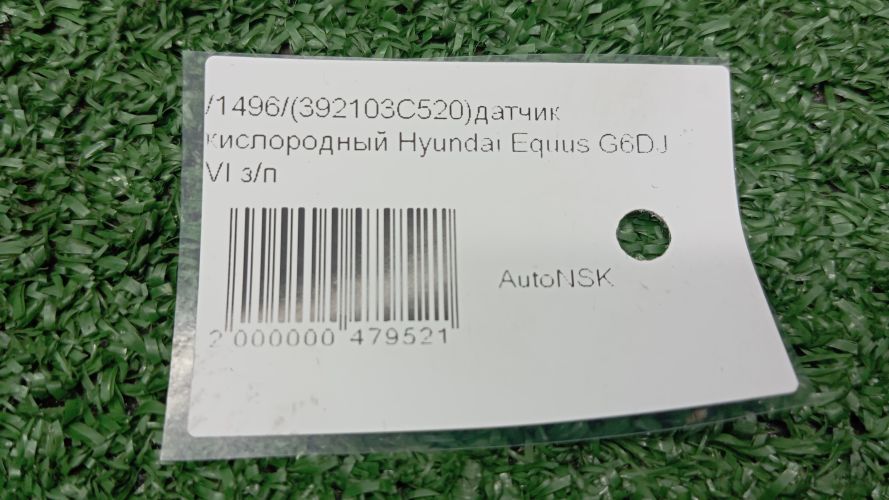 /1496/(392103C520)датчик
кислородный Hyundai Equus G6DJ
VI з/п
AutoNSK
2 000000 479521